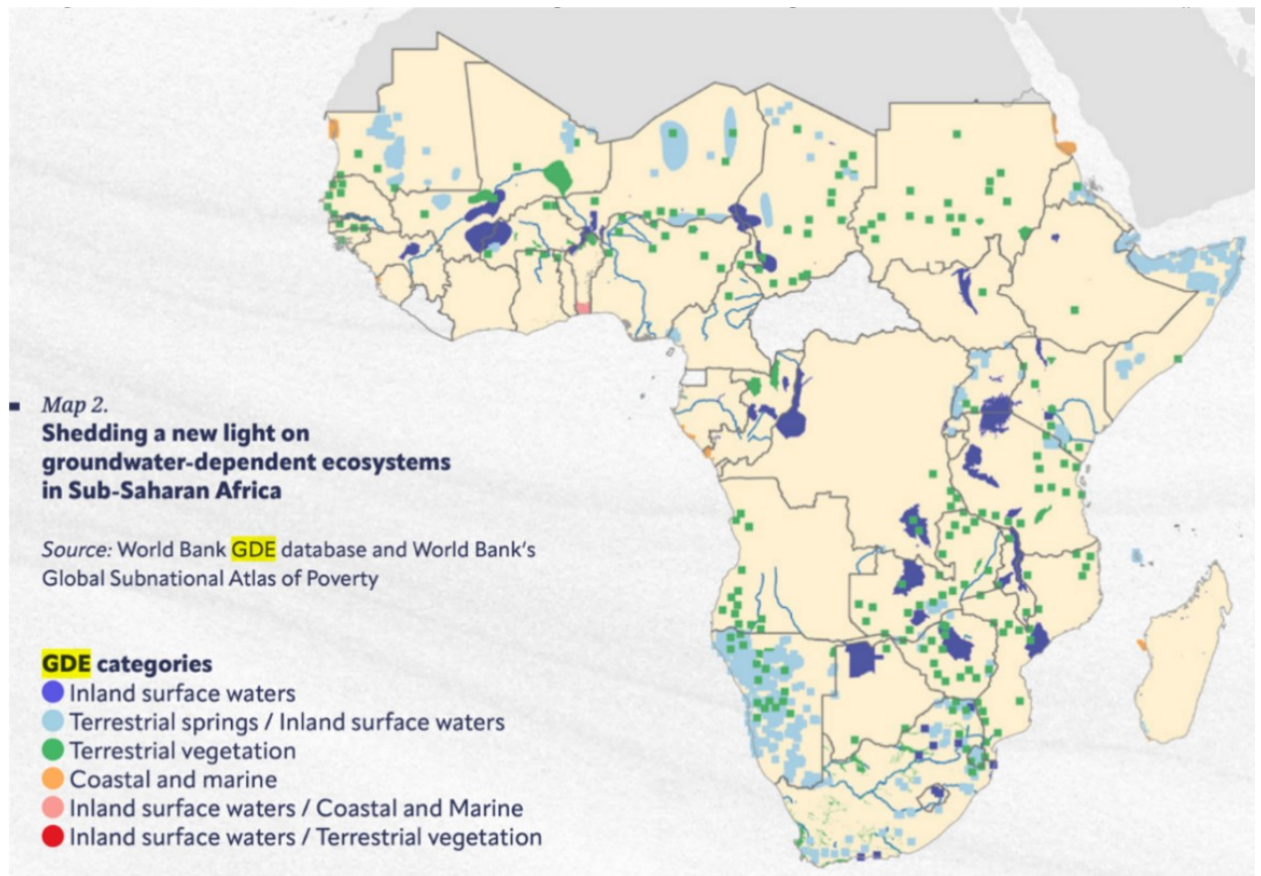 Map 2.
Shedding a new light on
groundwater-dependent ecosystems
in Sub-Saharan Africa
Source: World Bank GDE database and World Bank's
Global Subnational Atlas of Poverty
GDE categories
Inland surface waters
Terrestrial springs / Inland surface waters
Terrestrial vegetation
Coastal and marine
Inland surface waters / Coastal and Marine
Inland surface waters / Terrestrial vegetation